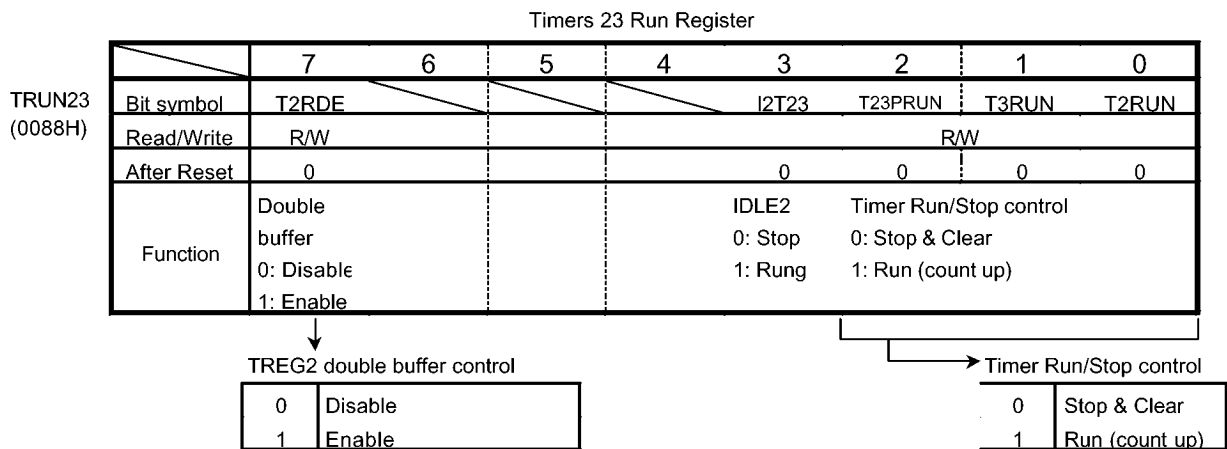 Timers 23 Run Register
7 6 5 4 3 2 1 0
TRUN23
(0088H)
Bit symbol T2RDE I2T23 T23PRUN T3RUN T2RUN
Read/Write R/W R/W
After Reset 0 0 0 0 0
Function
Double
buffer
0: Disable
1: Enable
IDLE2
0: Stop
1: Rung
Timer Run/Stop control
0: Stop & Clear
1: Run (count up)
TREG2 double buffer control
0 Disable
1 Enable
Timer Run/Stop control
0 Stop & Clear
1 Run (count up)